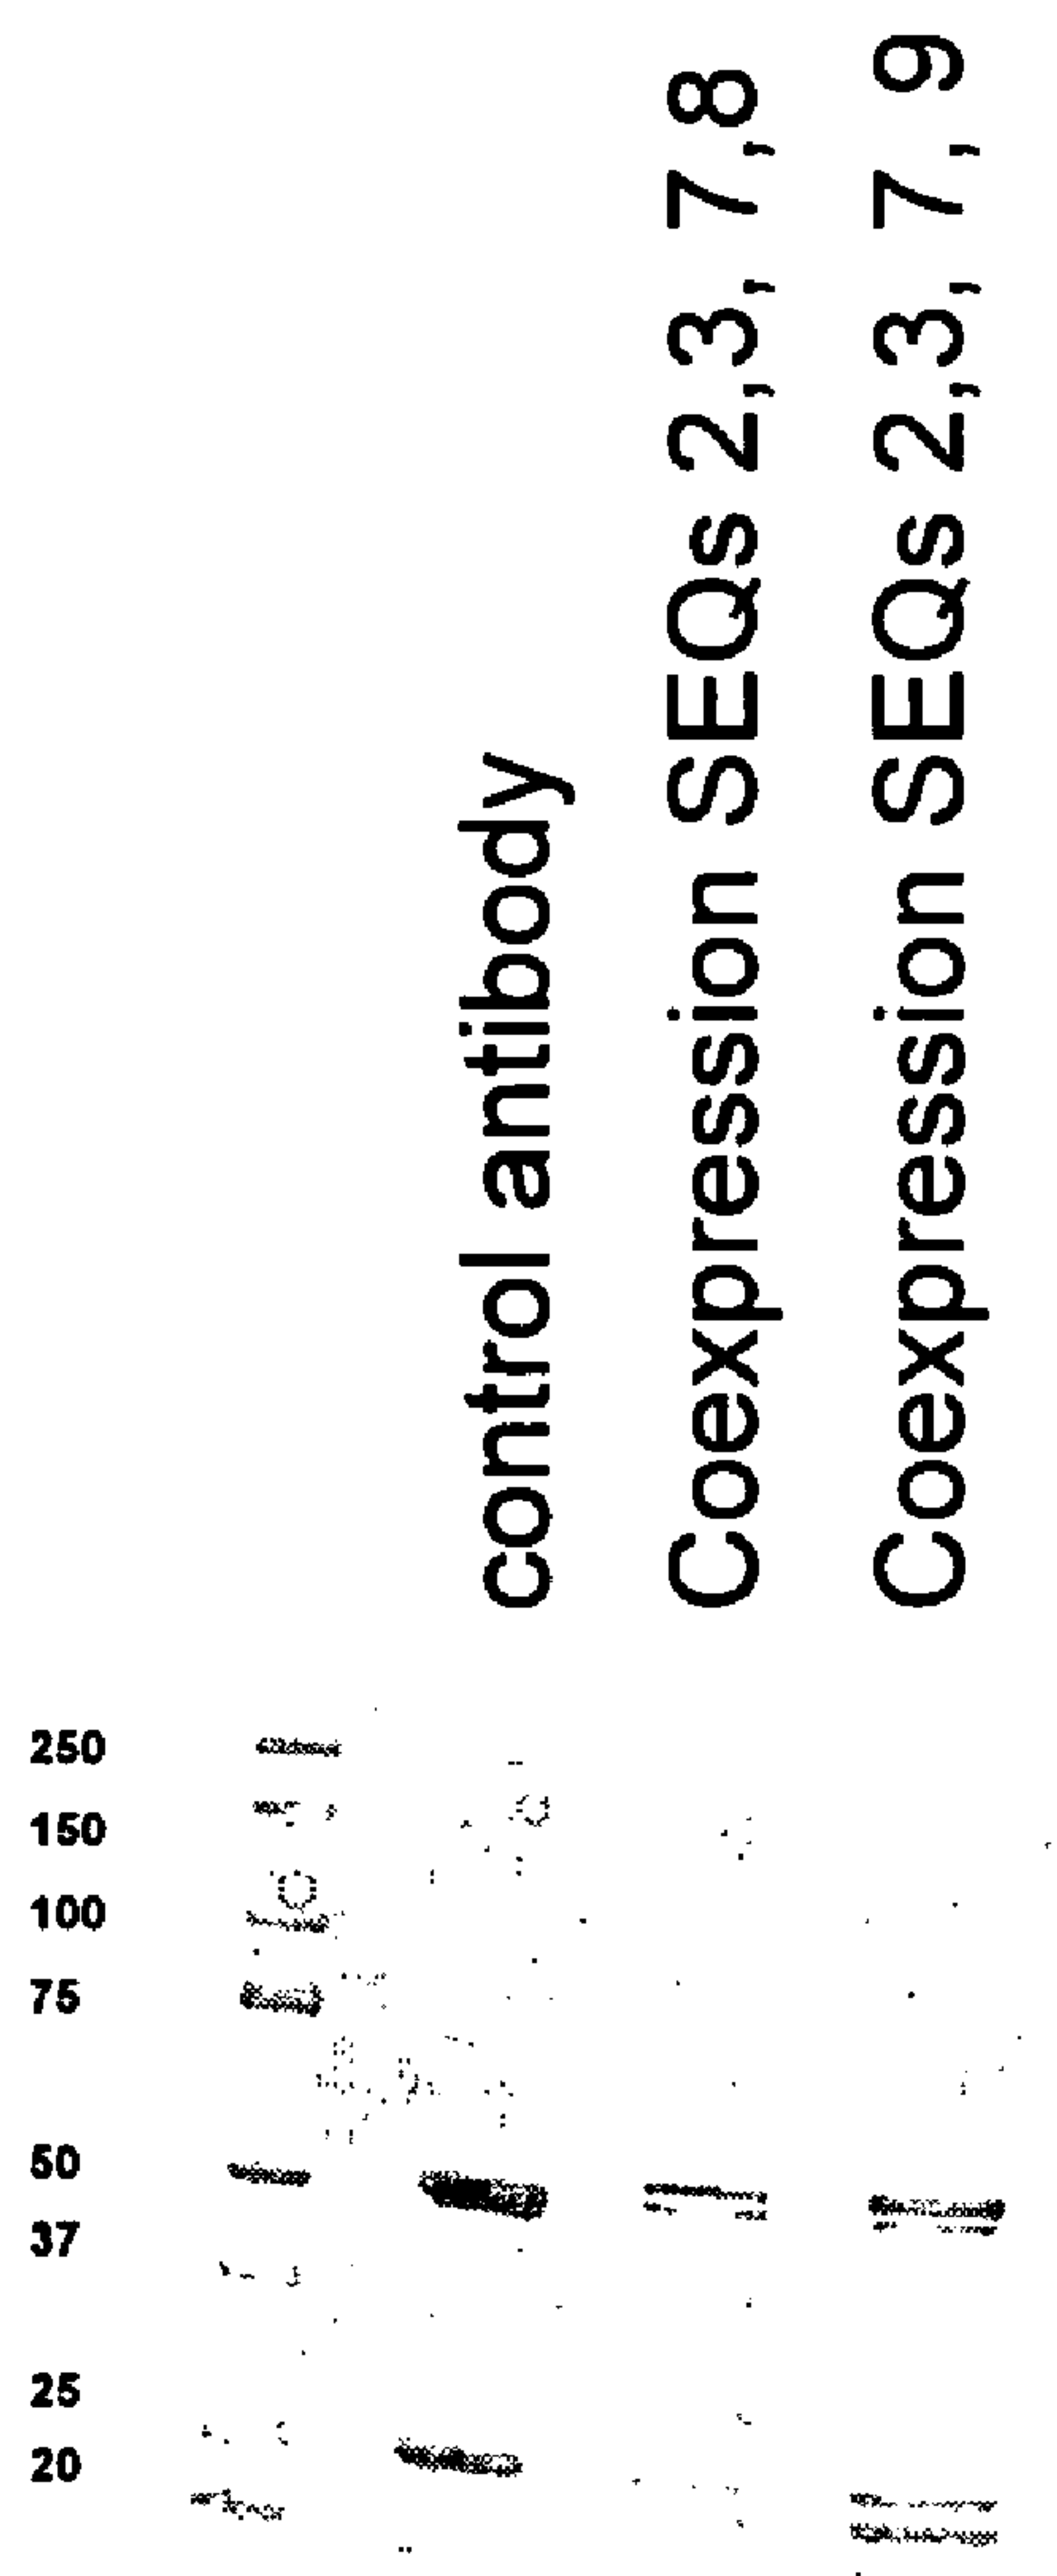 control antibody
Coexpression SEQs 2,3, 7,8
Coexpression SEQs 2,3, 7, 9
250
150
100
75
50
37
25
20